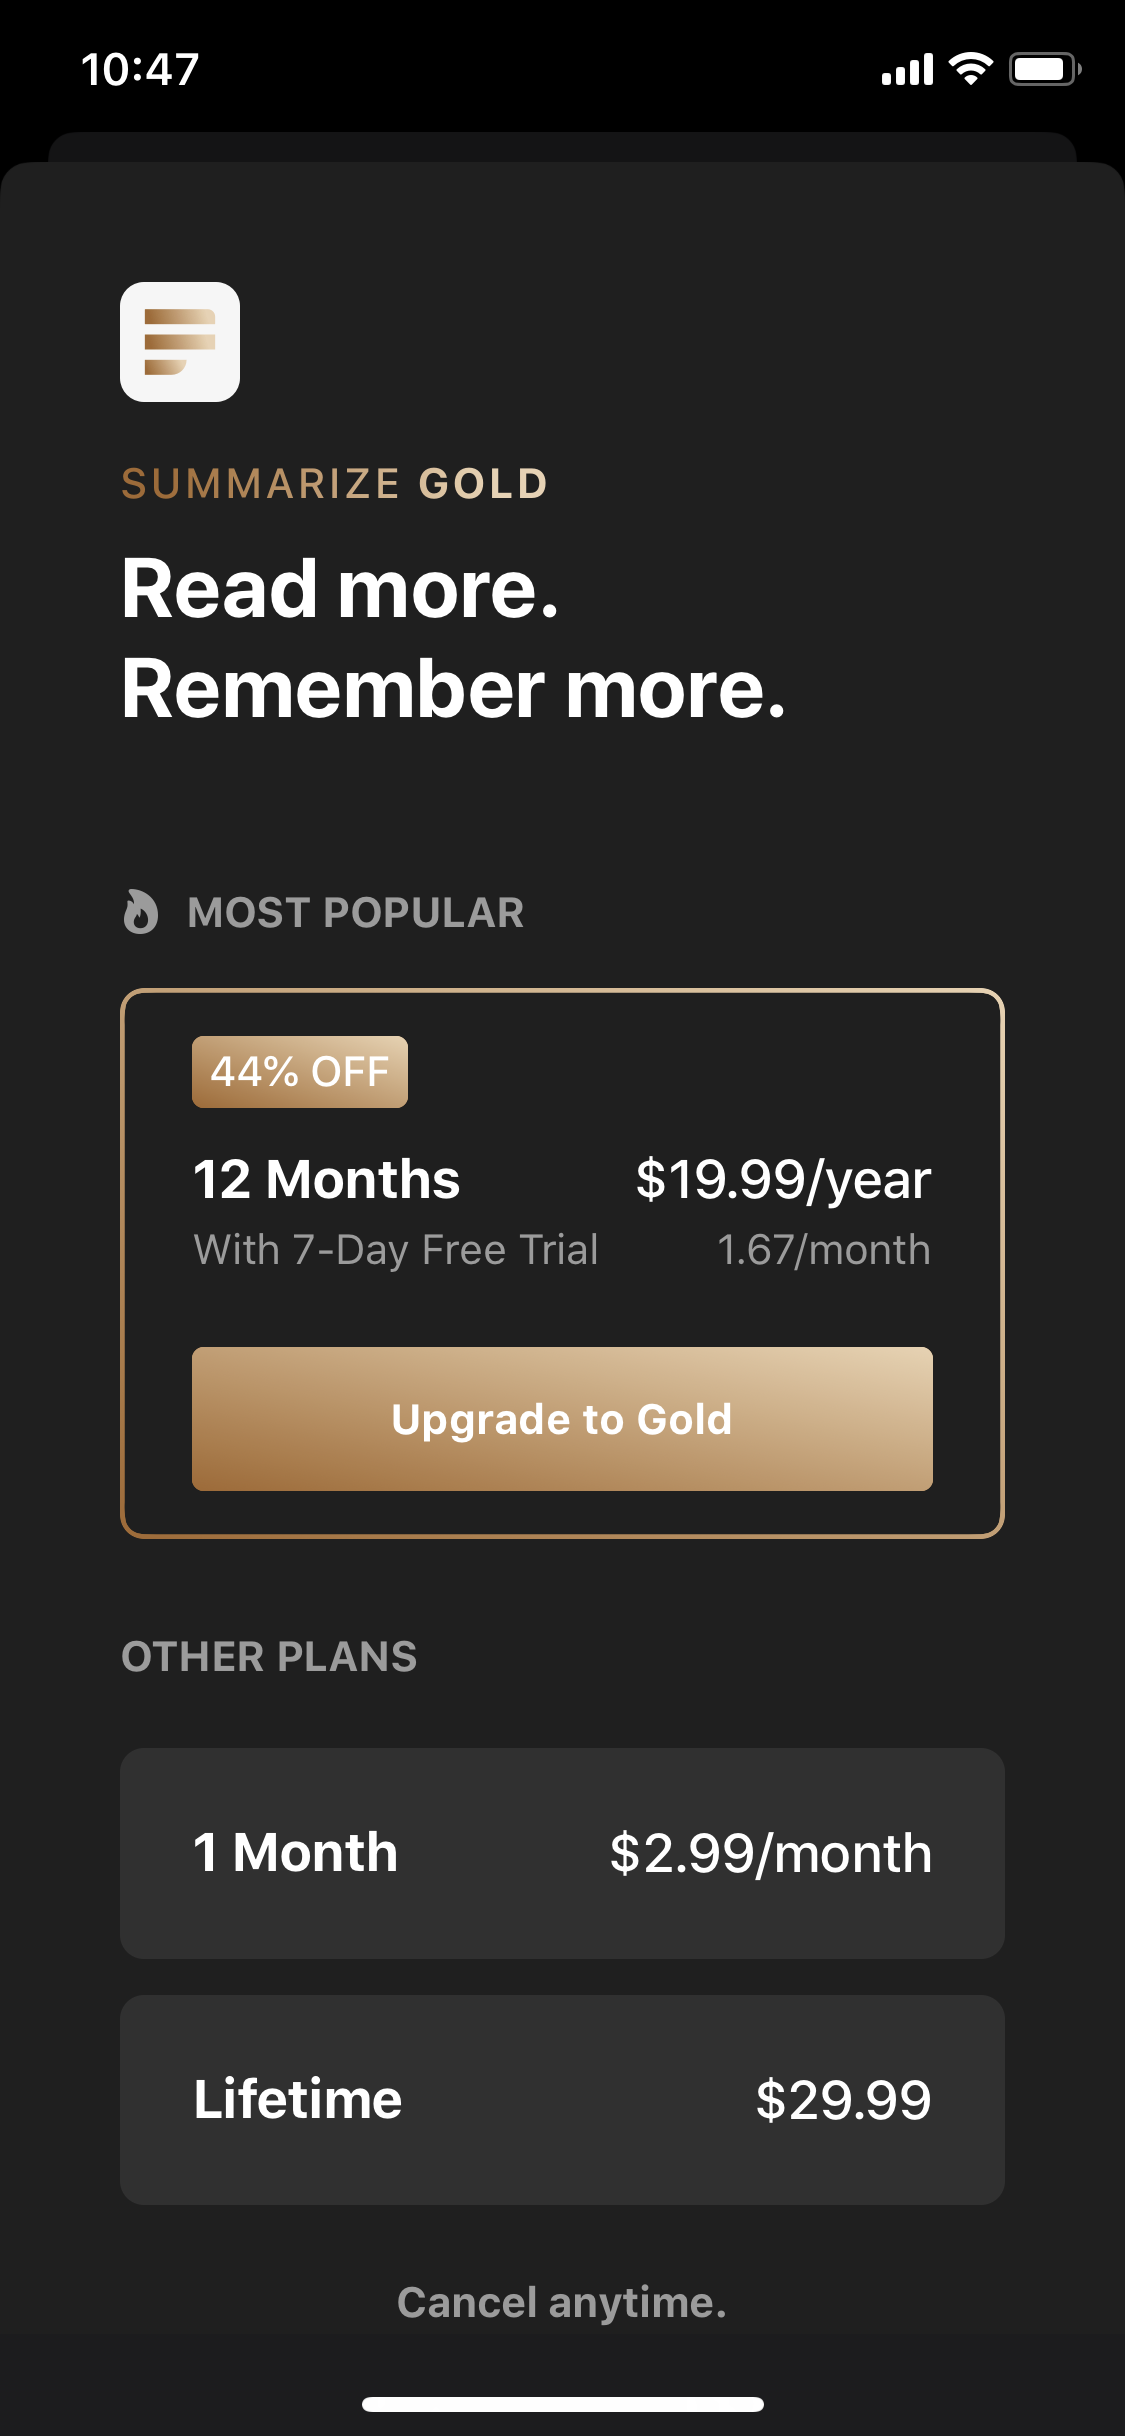 10:47
SUMMARIZE GOLD
Read more.
Remember more.
MOST POPULAR
44% OFF
12 Months $19.99/year
With 7-Day Free Trial 1.67/month
Upgrade to Gold
OTHER PLANS
1 Month $2.99/month
Lifetime $29.99
Cancel anytime.